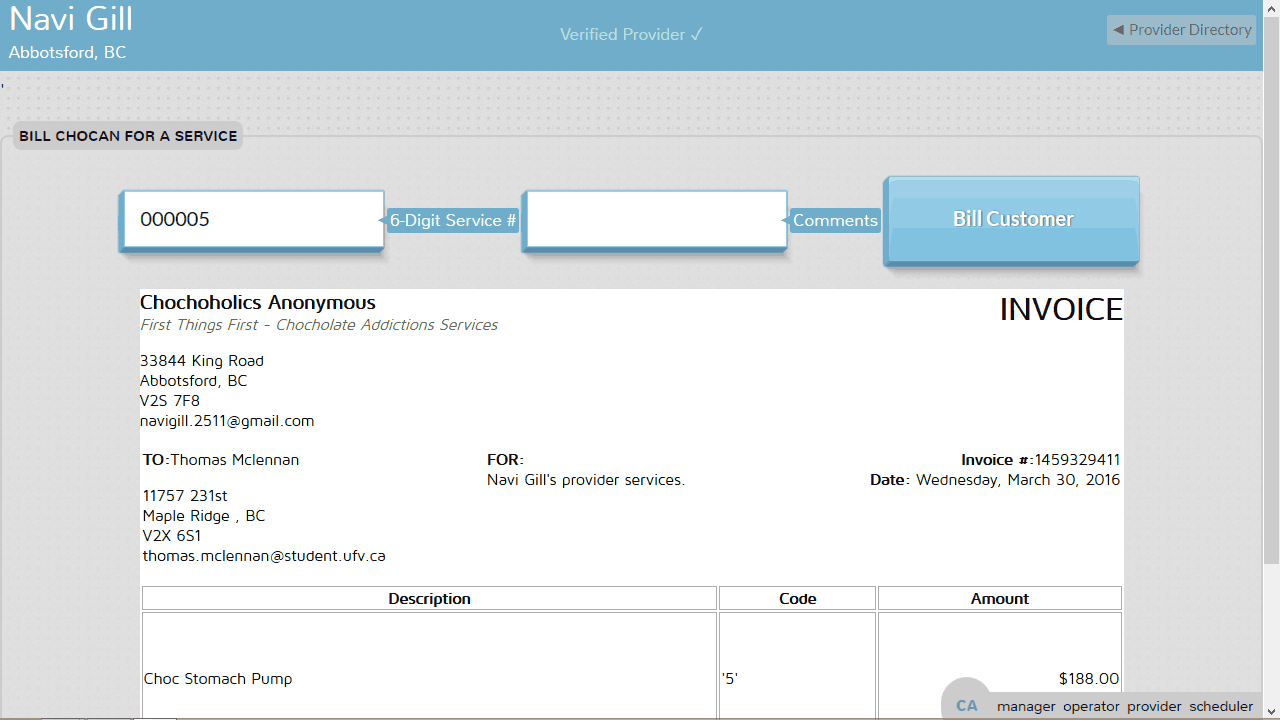 Navi Gill
Abbotsford, BC
Verified Provider ✓
◀ Provider Directory
'
BILL CHOCAN FOR A SERVICE
000005
6-Digit Service #
Comments
Bill Customer
Chochoholics Anonymous
INVOICE
First Things First - Chocholate Addictions Services
33844 King Road
Abbotsford, BC
V2S 7F8
navigill.2511@gmail.com
TO:Thomas Mclennan
11757 231st
Maple Ridge , BC
V2X 6S1
thomas.mclennan@student.ufv.ca
FOR:
Navi Gill's provider services.
Invoice #:1459329411
Date: Wednesday, March 30, 2016
Description Code Amount
Choc Stomach Pump '5' $188.00
CA manager operator provider scheduler